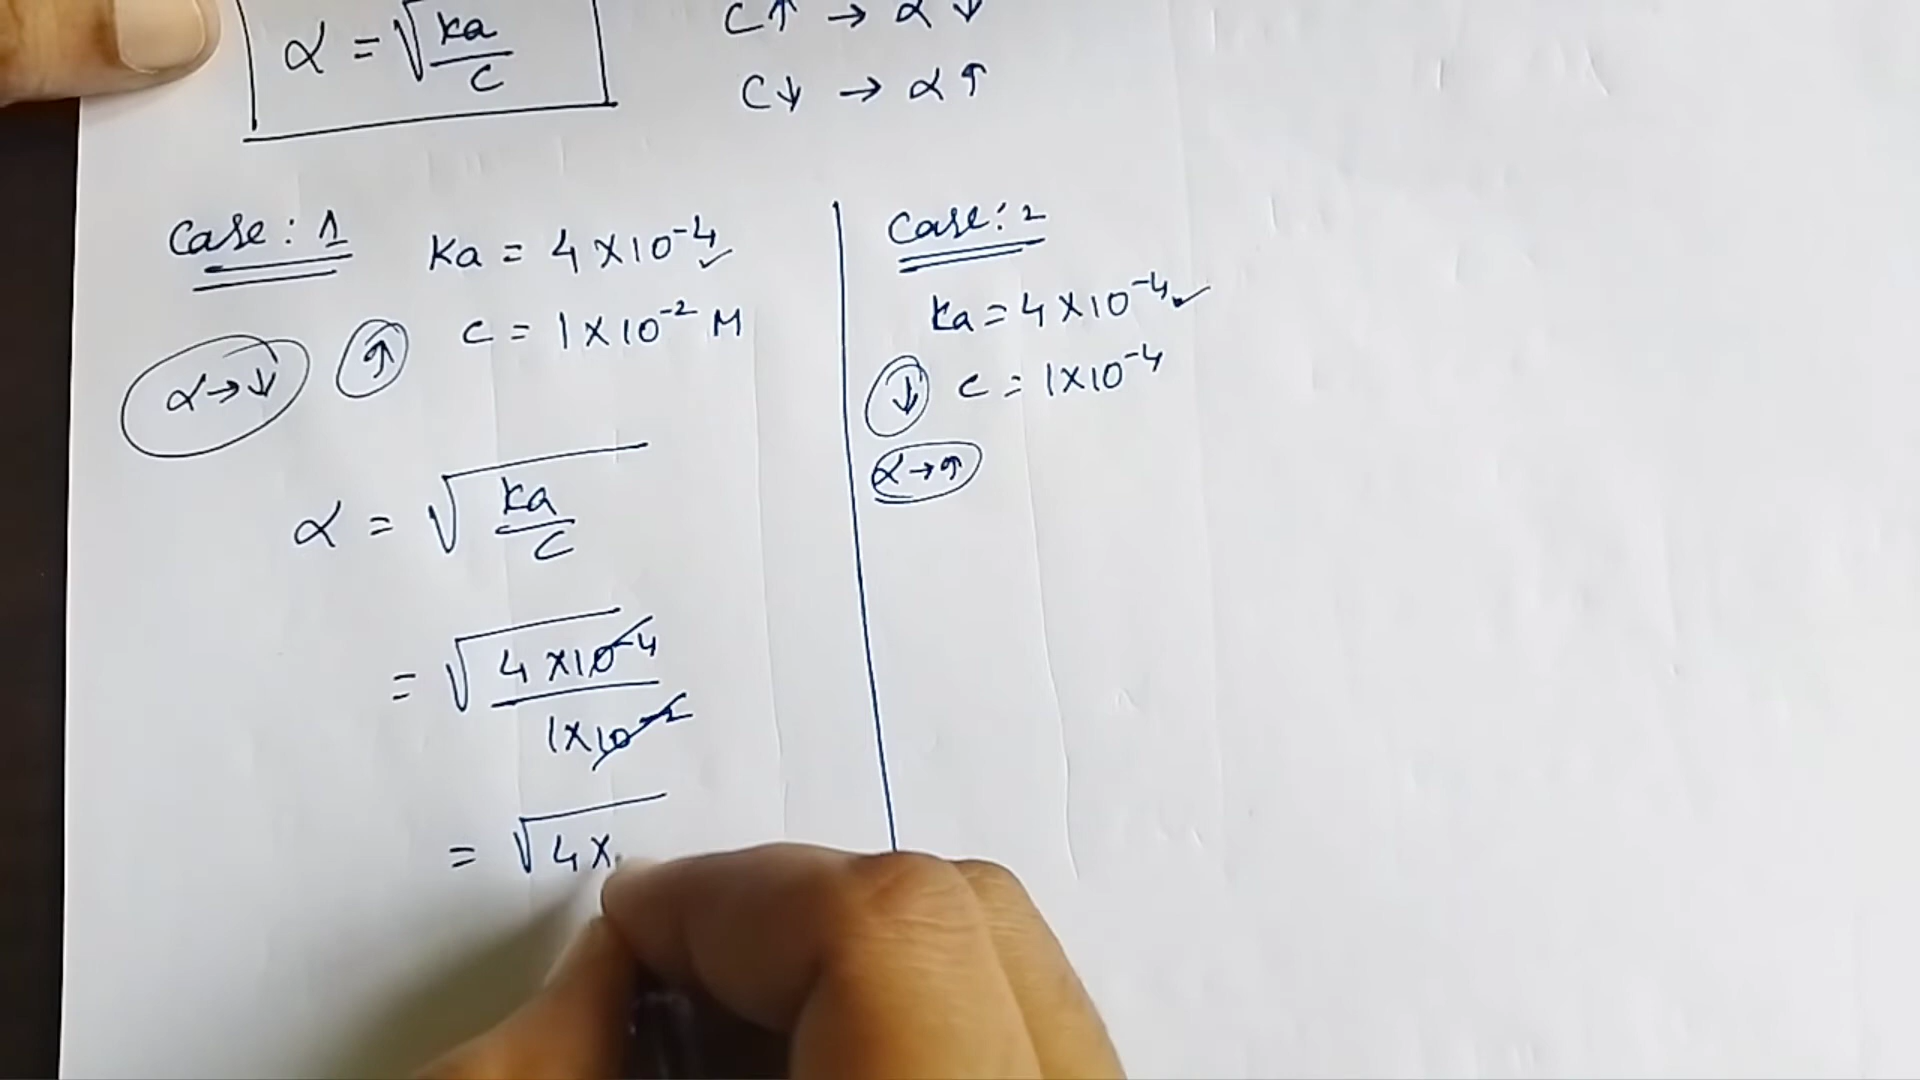 α = √ka/c
C↑ → α ↓
C↓ → α↑
Case: 1
ka = 4 × 10⁻⁴ ✓
c = 1 × 10⁻² M
↑
α → ↓
α = √ka/c
= √4 × 10⁻⁴/1 × 10⁻²
= √4 ×
Case: 2
ka = 4 × 10⁻⁴ ✓
↓ c = 1 × 10⁻⁴
α → ↑